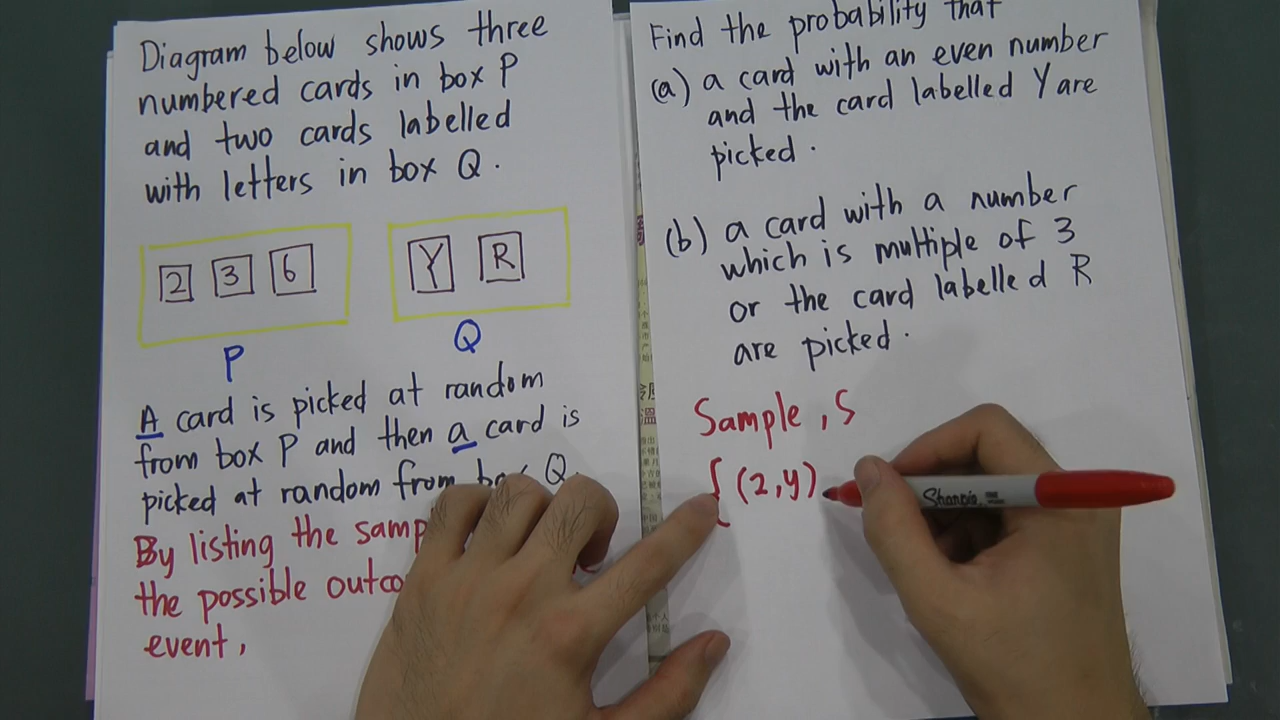 Diagram below shows three
numbered cards in box P
and two cards labelled
with letters in box Q.
2 3 6
Y R
P
Q
A card is picked at random
from box P and then a card is
picked at random from Q.
By listing the
the possible
event,
Find the probability that
(a) a card with an even number
and the card labelled Y are
picked.
(b) a card with a number
which is multiple of 3
or the card labelled R
are picked.
Sample, S
{ (2,y)
Sharpie